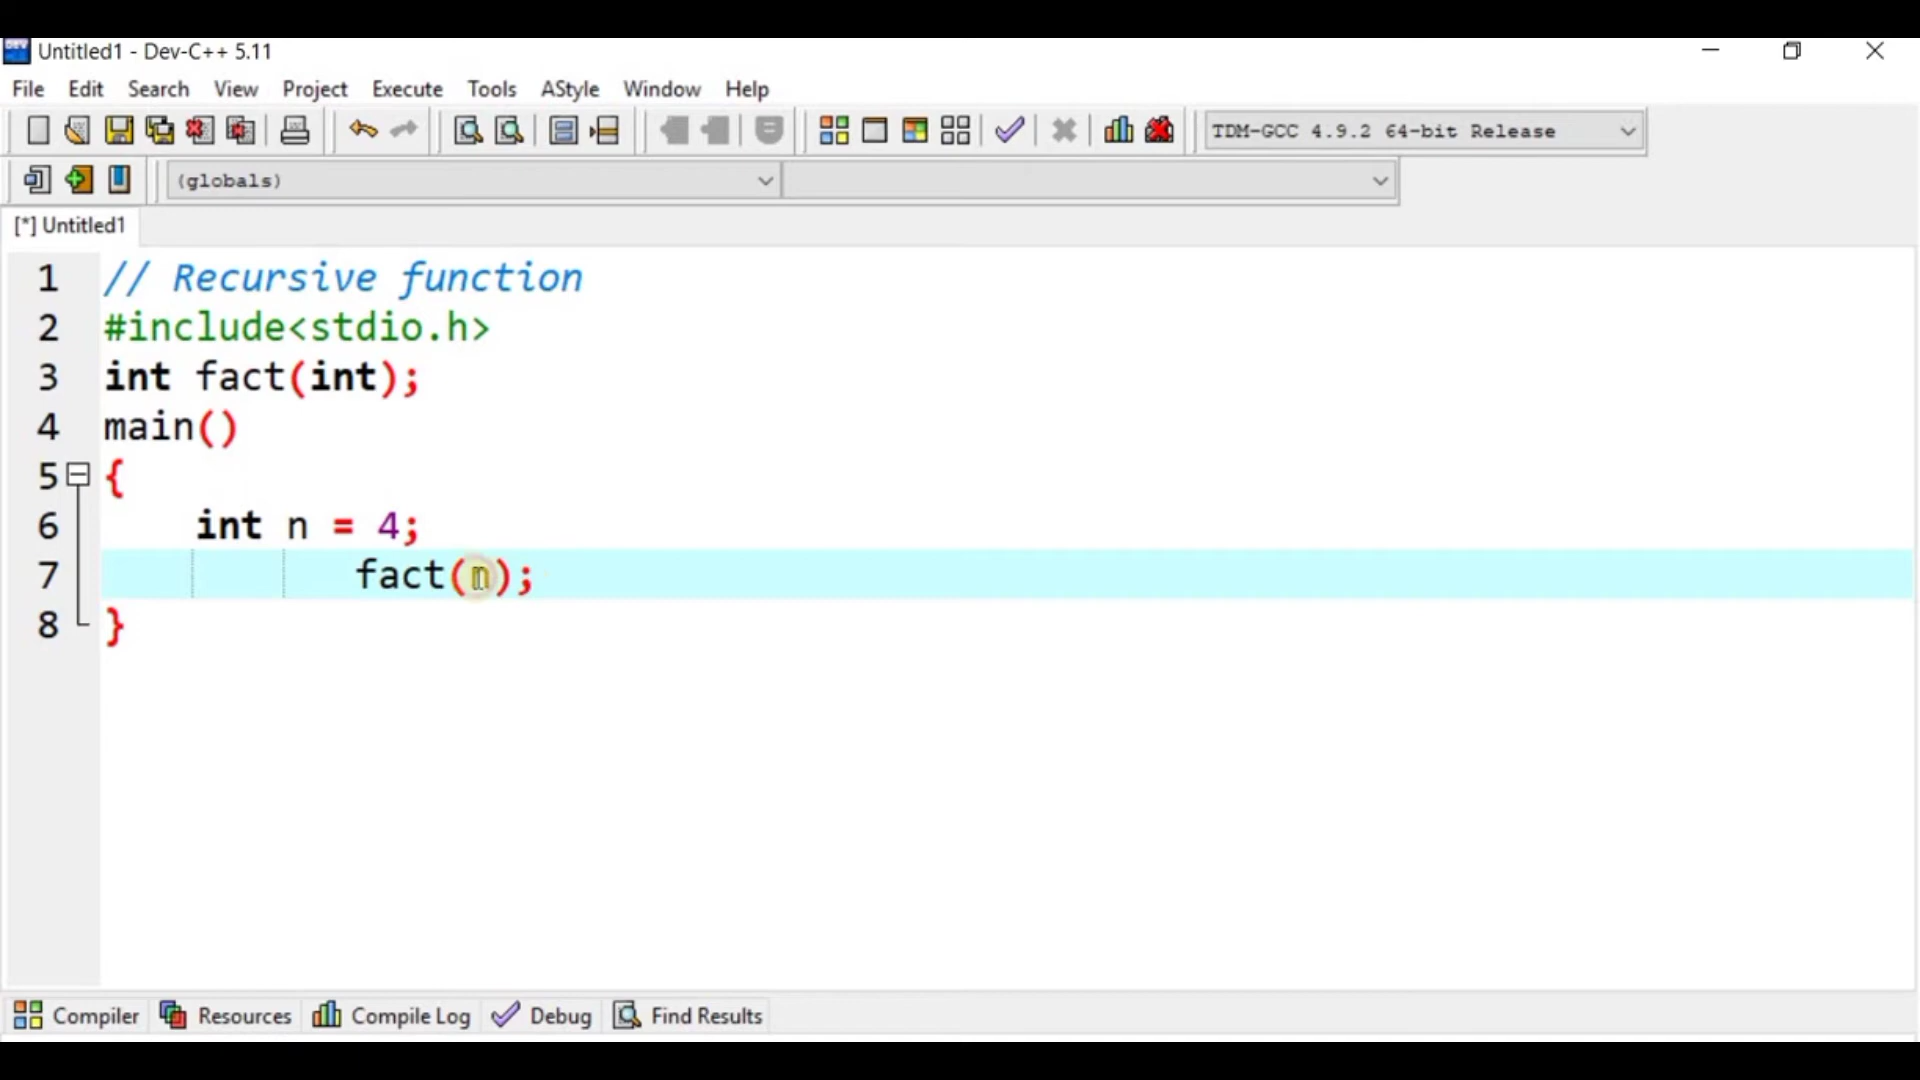 Untitled1 - Dev-C++ 5.11
File Edit Search View Project Execute Tools AStyle Window Help
TDM-GCC 4.9.2 64-bit Release
(globals)
[*] Untitled1
1 // Recursive function
2 #include<stdio.h>
3 int fact(int);
4 main()
5 {
6 int n = 4;
7 fact(n);
8 }
Compiler Resources Compile Log Debug Find Results